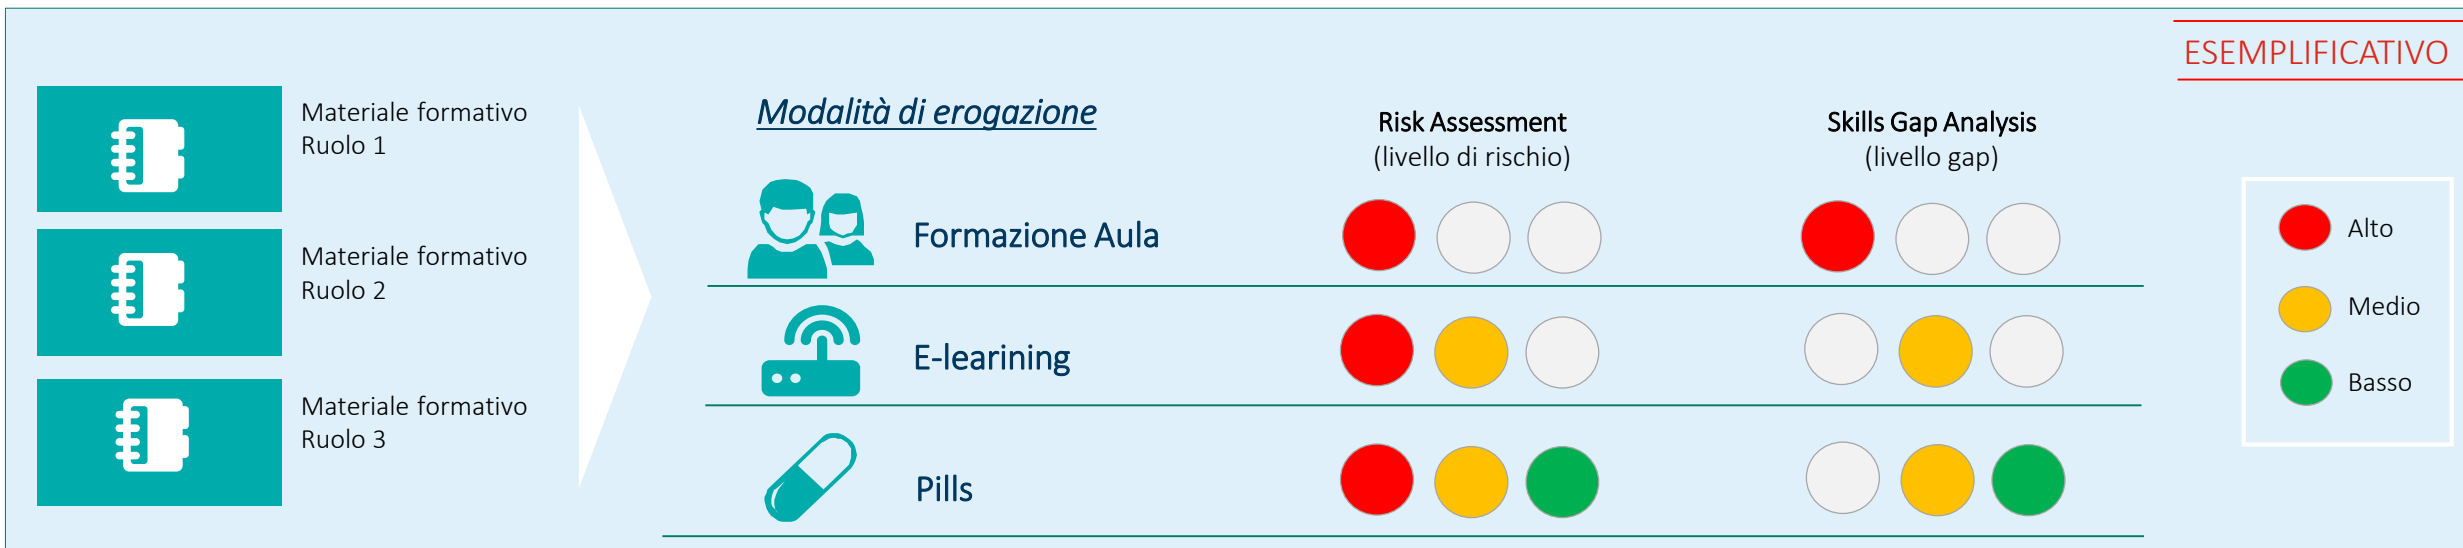 ESEMPLIFICATIVO
Materiale formativo
Ruolo 1
Materiale formativo
Ruolo 2
Materiale formativo
Ruolo 3
Modalità di erogazione
Risk Assessment
(livello di rischio)
Skills Gap Analysis
(livello gap)
Formazione Aula
E-learining
Pills
Alto
Medio
Basso